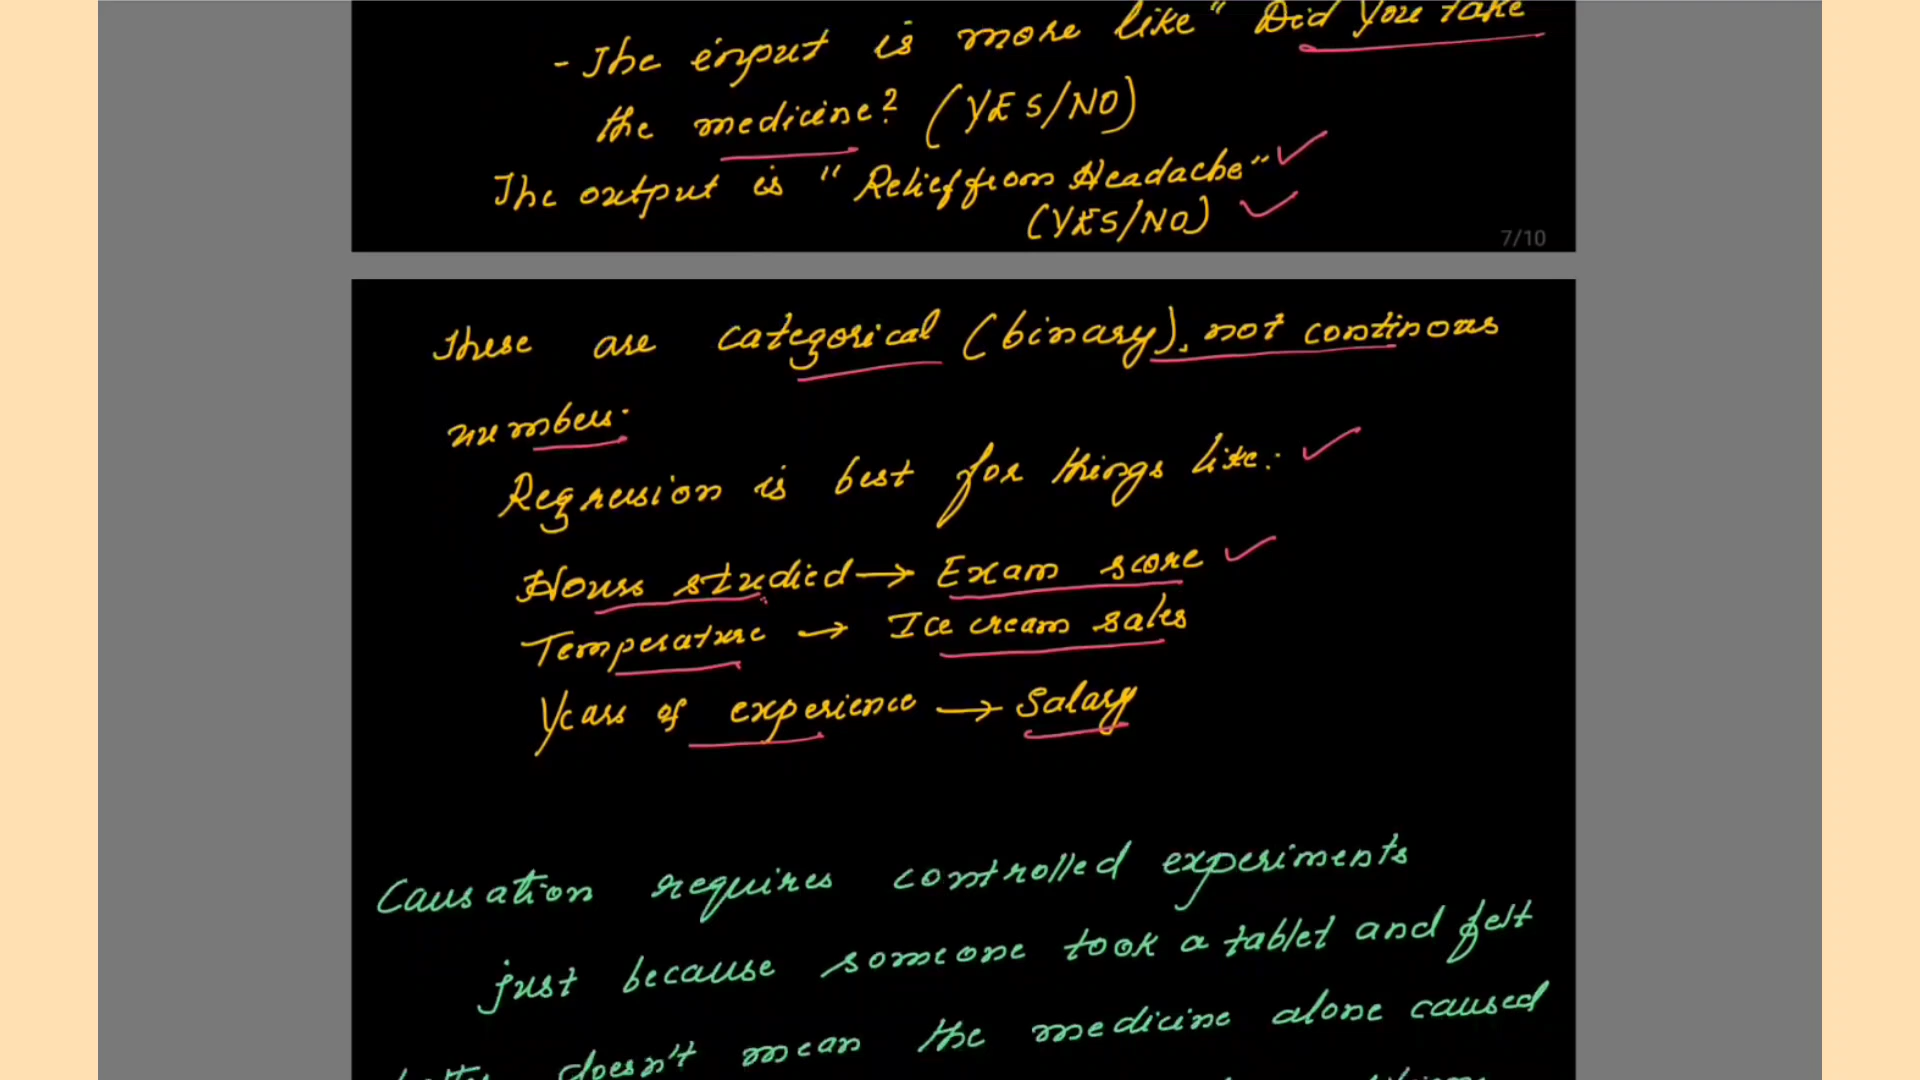 - The input is more like " Did you take
the medicine? (YES/NO)
The output is "Relief from Headache"
(YES/NO)
7/10
These are categorical (binary), not continous
numbers.
Regression is best for things like:
Hours studied → Exam score
Temperature → Ice cream sales
Years of experience → Salary
Causation requires controlled experiments
just because someone took a tablet and felt
doesn't mean the medicine alone caused